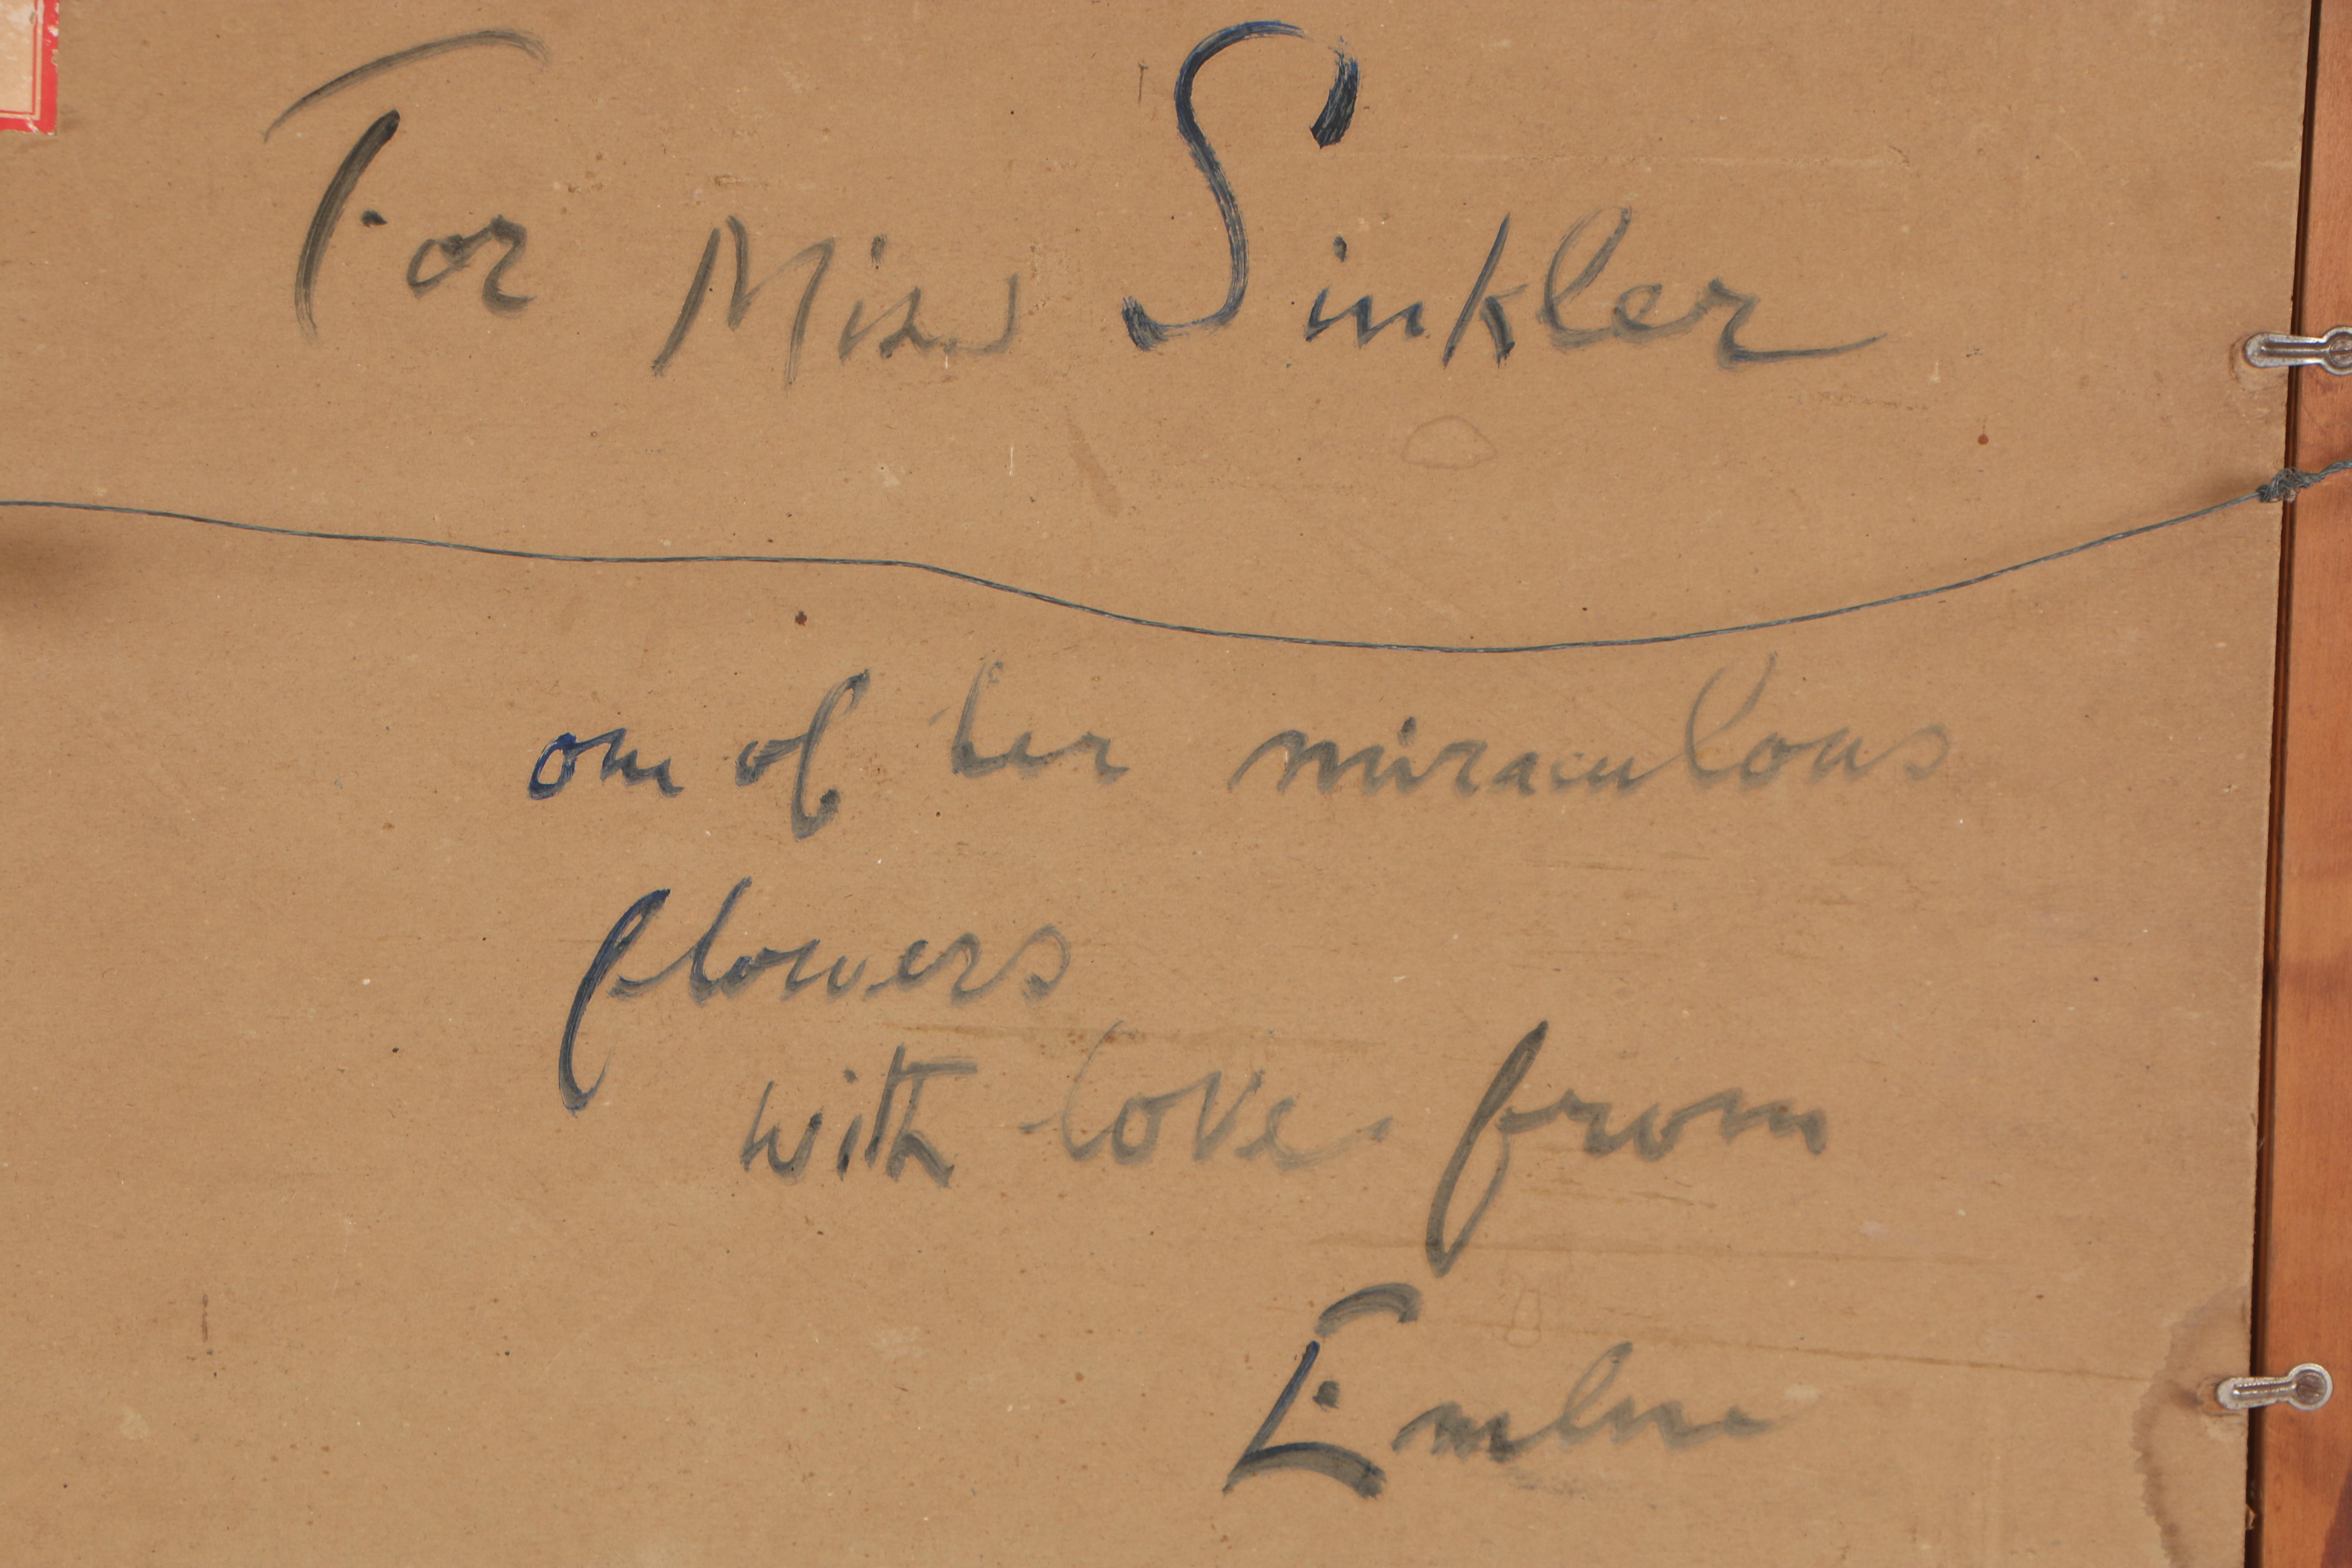 For Miss Sinkler
one of her miraculous
flowers
with love from
Emlen